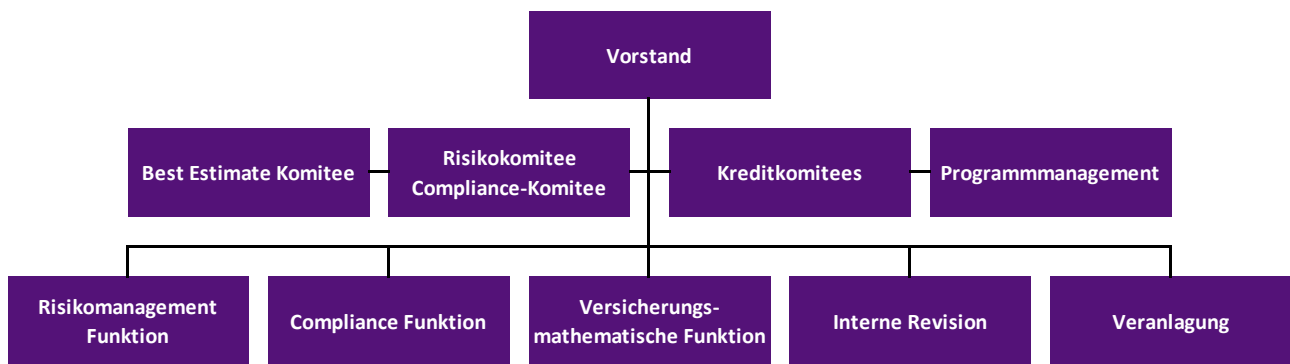 Vorstand
Best Estimate Komitee
Risikokomitee
Compliance-Komitee
Kreditkomitees
Programmmanagement
Risikomanagement
Funktion
Compliance Funktion
Versicherungs-
mathematische Funktion
Interne Revision
Veranlagung